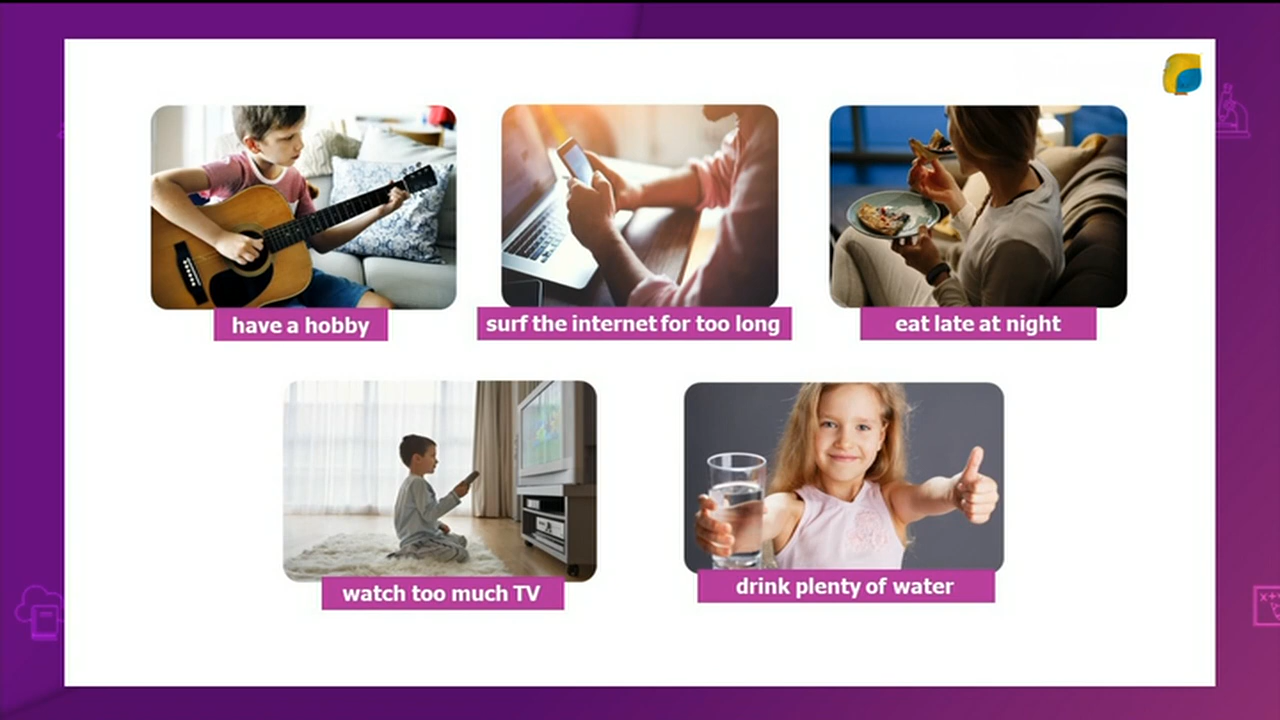 have a hobby
surf the internet for too long
eat late at night
watch too much TV
drink plenty of water